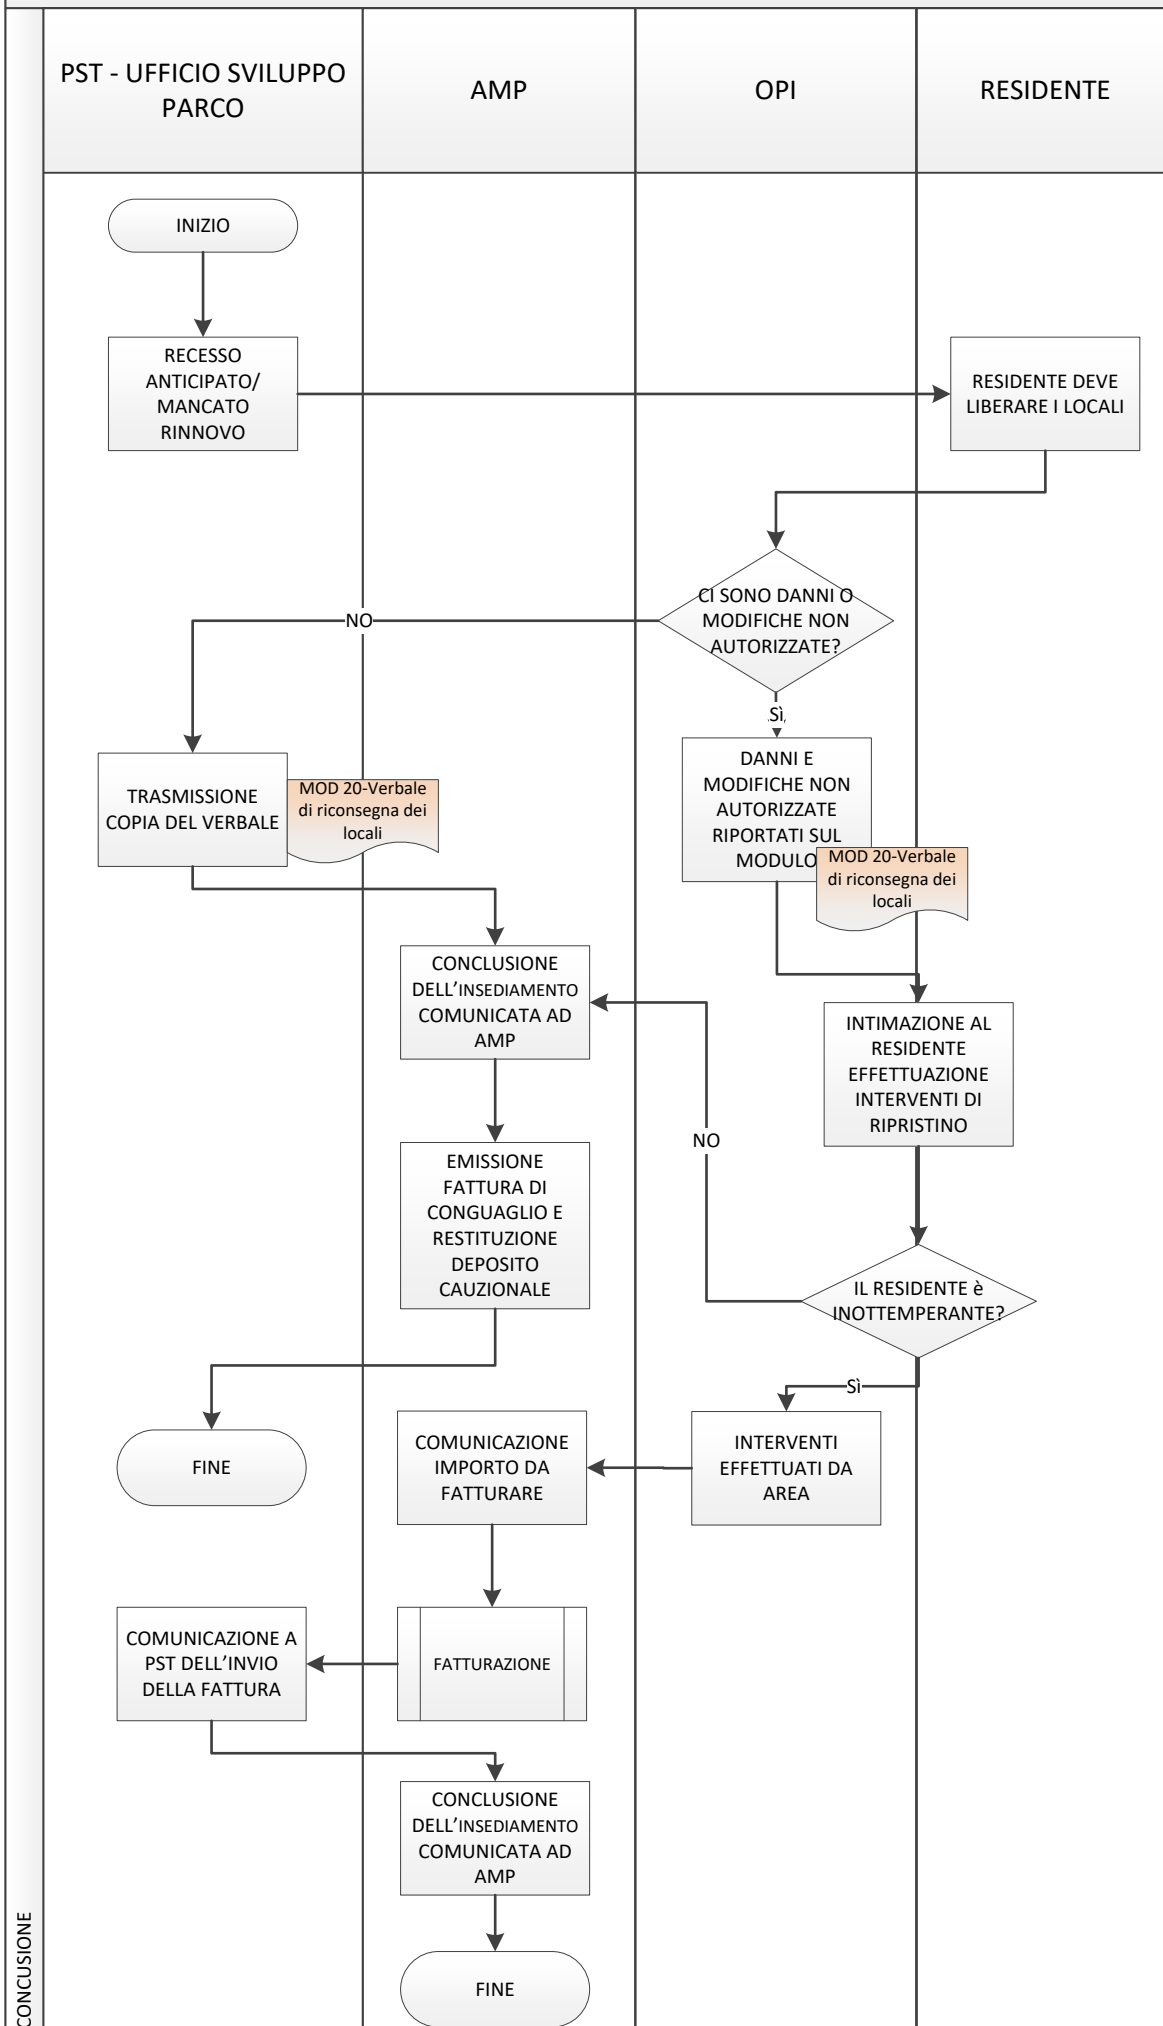 PST - UFFICIO SVILUPPO
PARCO
AMP
OPI
RESIDENTE
INIZIO
RECESSO
ANTICIPATO/
MANCATO
RINNOVO
RESIDENTE DEVE
LIBERARE I LOCALI
CI SONO DANNI O
MODIFICHE NON
AUTORIZZATE?
NO
Sì
TRASMISSIONE
COPIA DEL VERBALE
MOD 20-Verbale
di riconsegna dei
locali
DANNI E
MODIFICHE NON
AUTORIZZATE
RIPORTATI SUL
MODULO
MOD 20-Verbale
di riconsegna dei
locali
CONCLUSIONE
DELL'INSEDIAMENTO
COMUNICATA AD
AMP
INTIMAZIONE AL
RESIDENTE
EFFETTUAZIONE
INTERVENTI DI
RIPRISTINO
NO
EMISSIONE
FATTURA DI
CONGUAGLIO E
RESTITUZIONE
DEPOSITO
CAUZIONALE
IL RESIDENTE è
INOTTEMPERANTE?
Sì
FINE
COMUNICAZIONE
IMPORTO DA
FATTURARE
INTERVENTI
EFFETTUATI DA
AREA
COMUNICAZIONE A
PST DELL'INVIO
DELLA FATTURA
FATTURAZIONE
CONCLUSIONE
DELL'INSEDIAMENTO
COMUNICATA AD
AMP
FINE
CONCUSIONE